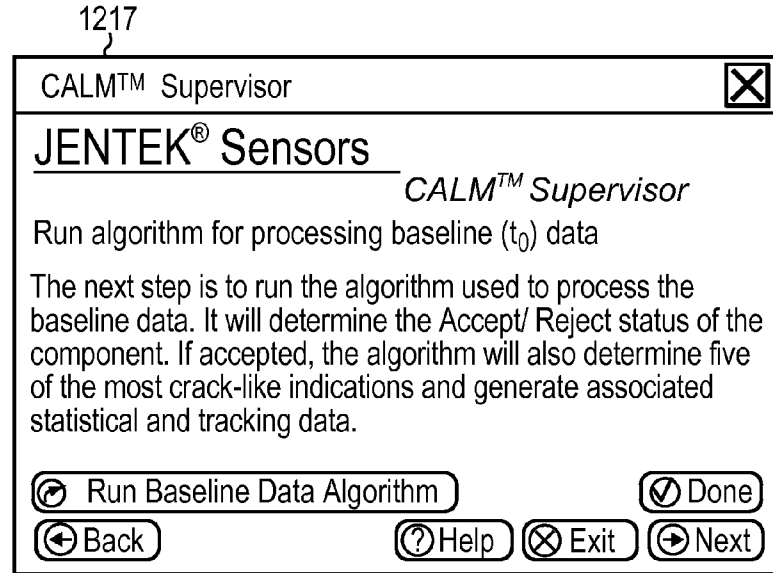 1217
CALM™ Supervisor
JENTEK® Sensors
CALM™ Supervisor
Run algorithm for processing baseline (t₀) data
The next step is to run the algorithm used to process the
baseline data. It will determine the Accept/ Reject status of the
component. If accepted, the algorithm will also determine five
of the most crack-like indications and generate associated
statistical and tracking data.
Run Baseline Data Algorithm Done
Back Help Exit Next